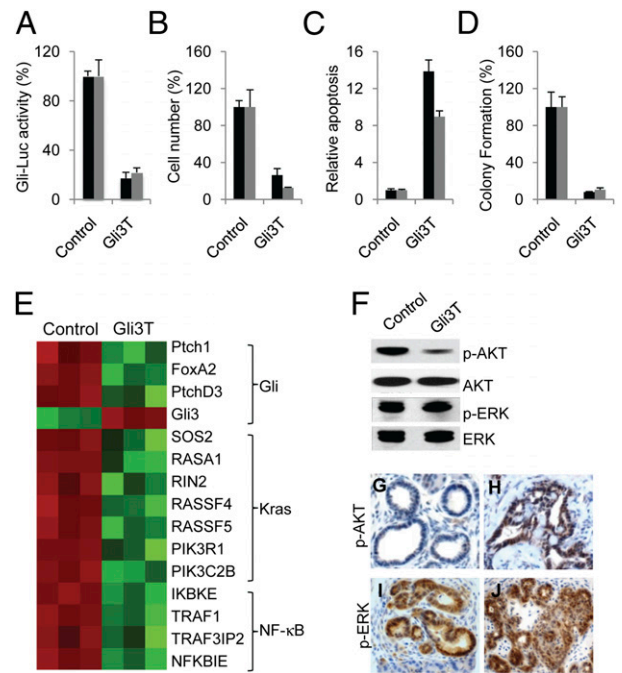 A
Gli-Luc activity (%)
120
80
40
0
Control
Gli3T
B
Cell number (%)
160
120
80
40
0
Control
Gli3T
C
Relative apoptosis
16
12
8
4
0
Control
Gli3T
D
Colony Formation (%)
160
120
80
40
0
Control
Gli3T
E
Control Gli3T
Ptch1
FoxA2
PtchD3
Gli3
Gli
SOS2
RASA1
RIN2
RASSF4
RASSF5
PIK3R1
PIK3C2B
Kras
IKBKE
TRAF1
TRAF3IP2
NFKBIE
NF-κB
F
Control
Gli3T
p-AKT
AKT
p-ERK
ERK
p-AKT
G
H
p-ERK
I
J